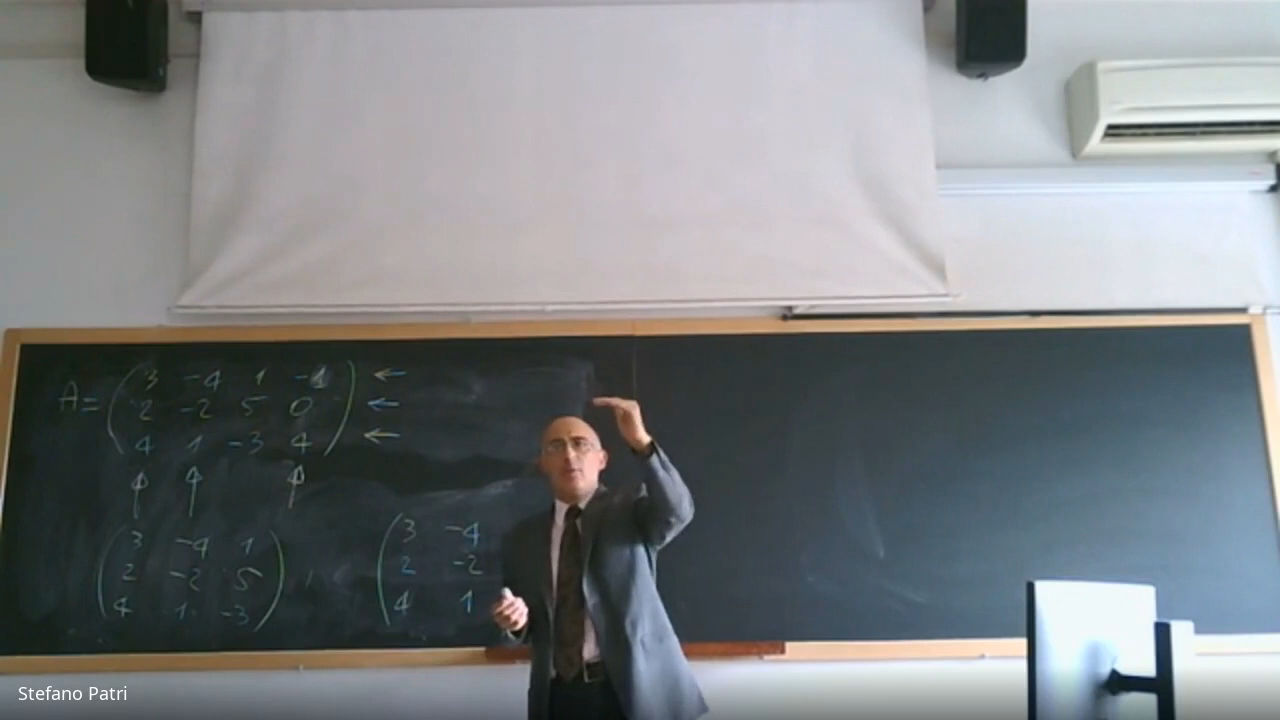 A = ( 3 -4 1 -1 ) ←
2 -2 5 0 ←
4 1 -3 4 ←
( 3 -4 1 )
2 -2 5
4 1 -3
( 3 -4
2 -2
4 1
Stefano Patri